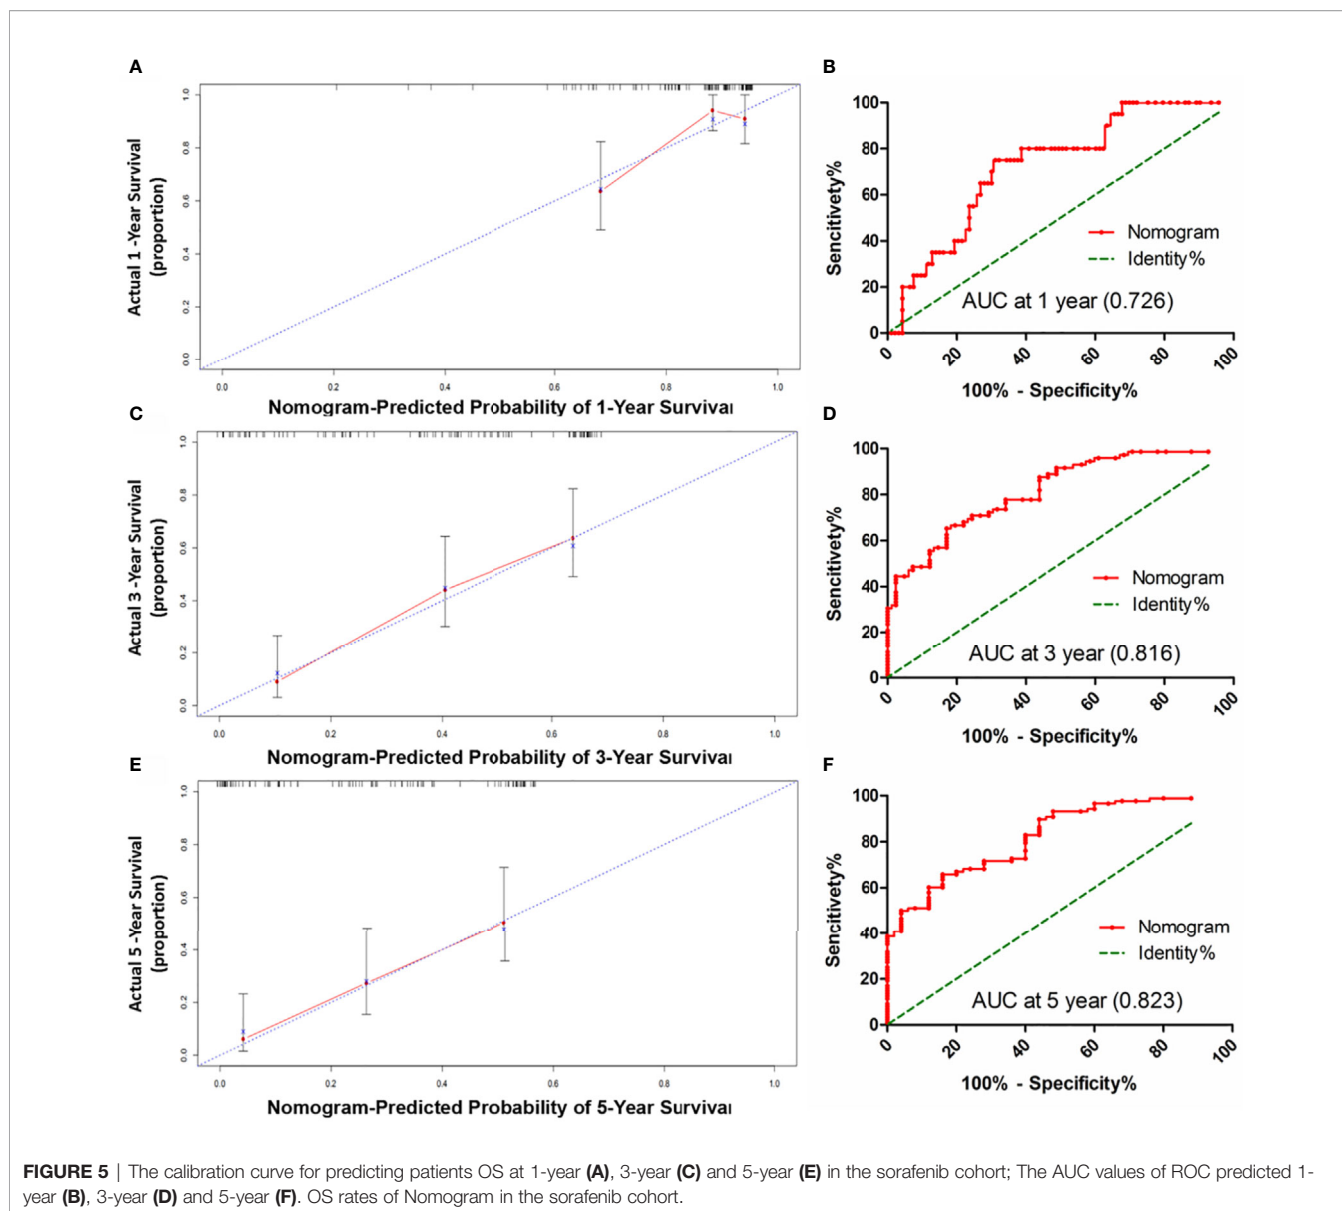 A
Actual 1 -Year Survival
(proportion)
1.0
0.8
0.6
0.4
0.2
0.0
0.0 0.2 0.4 0.6 0.8 1.0
Nomogram-Predicted Probability of 1-Year Survival
B
Sencitivety%
100
80
60
40
20
0
Nomogram
Identity%
AUC at 1 year (0.726)
0 20 40 60 80 100
100% - Specificity%
C
Actual 3 -Year Survival
(proportion)
1.0
0.8
0.6
0.4
0.2
0.0
0.0 0.2 0.4 0.6 0.8 1.0
Nomogram-Predicted Probability of 3-Year Survival
D
Sencitivety%
100
80
60
40
20
0
Nomogram
Identity%
AUC at 3 year (0.816)
0 20 40 60 80 100
100% - Specificity%
E
Actual 5 -Year Survival
(proportion)
1.0
0.8
0.6
0.4
0.2
0.0
0.0 0.2 0.4 0.6 0.8 1.0
Nomogram-Predicted Probability of 5-Year Survival
F
Sencitivety%
100
80
60
40
20
0
Nomogram
Identity%
AUC at 5 year (0.823)
0 20 40 60 80 100
100% - Specificity%
FIGURE 5 | The calibration curve for predicting patients OS at 1-year (A), 3-year (C) and 5-year (E) in the sorafenib cohort; The AUC values of ROC predicted 1-
year (B), 3-year (D) and 5-year (F). OS rates of Nomogram in the sorafenib cohort.